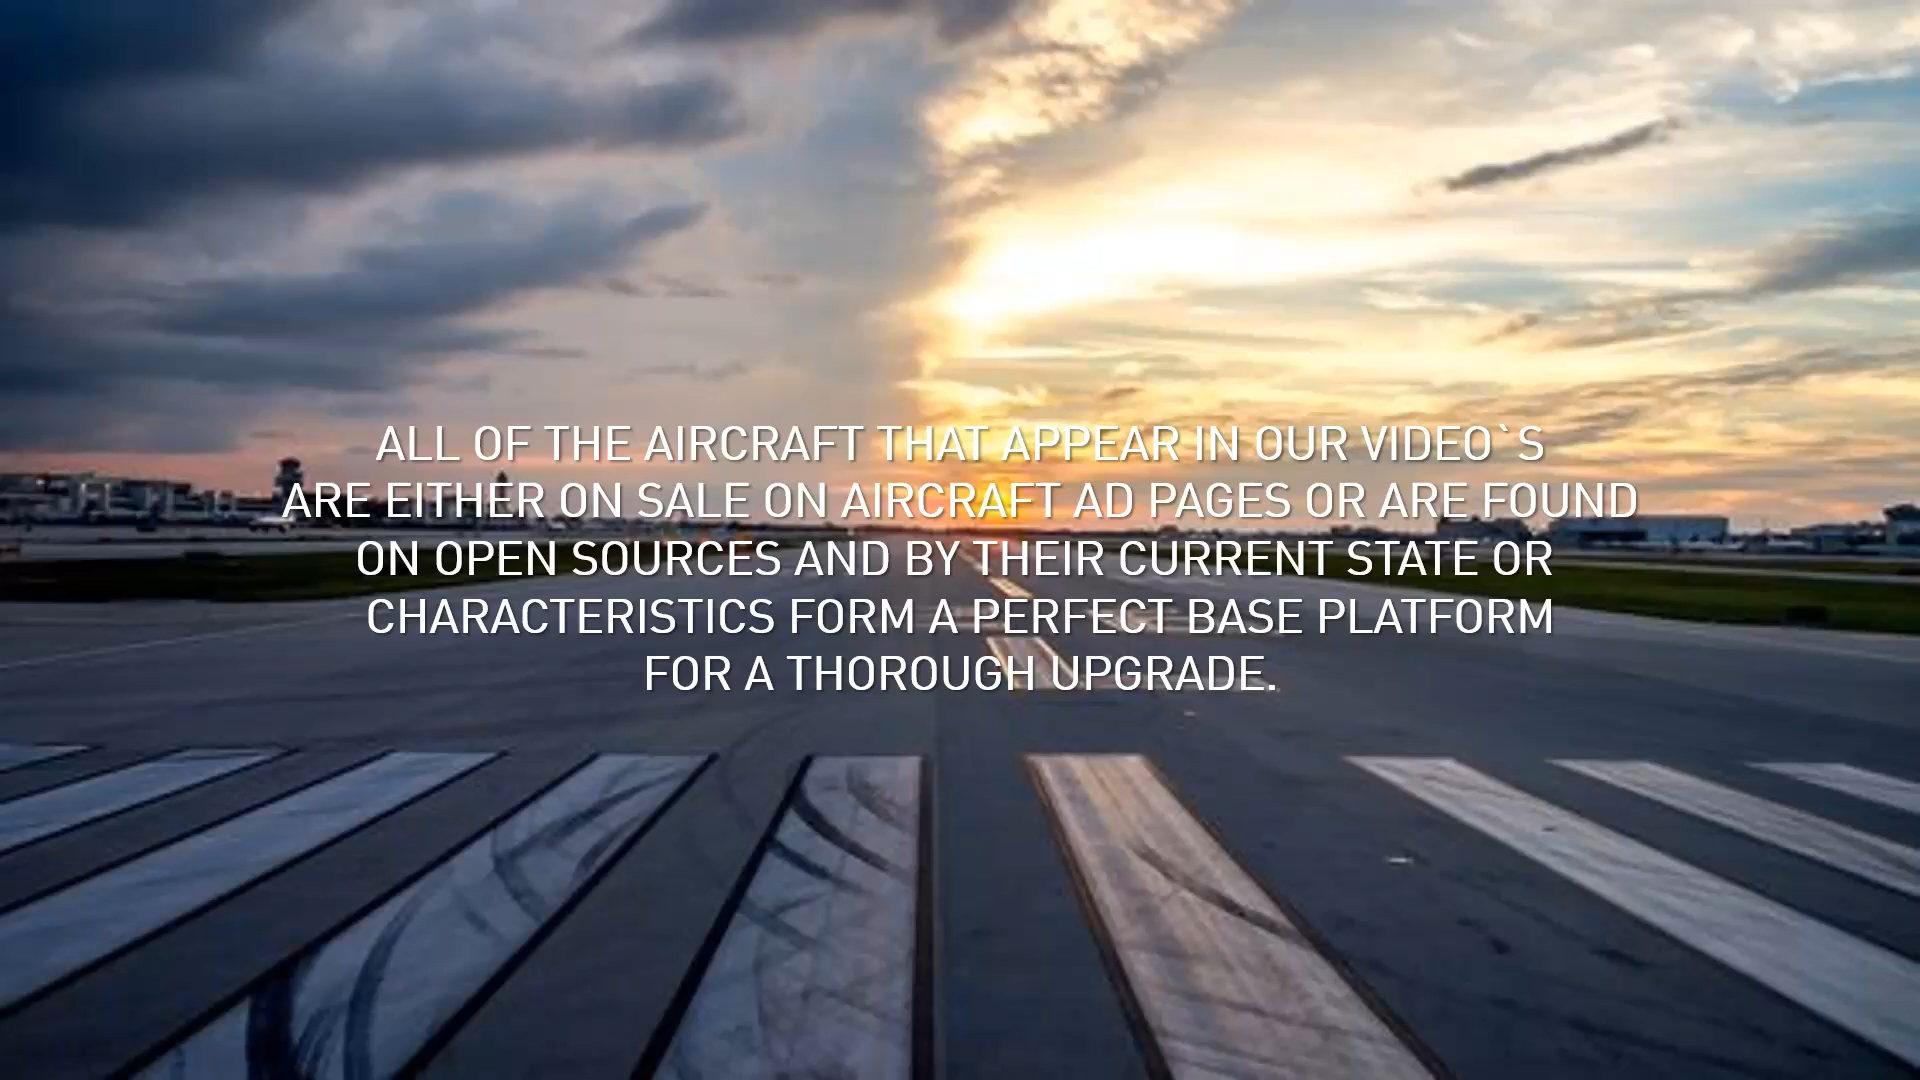 ALL OF THE AIRCRAFT THAT APPEAR IN OUR VIDEO`S
ARE EITHER ON SALE ON AIRCRAFT AD PAGES OR ARE FOUND
ON OPEN SOURCES AND BY THEIR CURRENT STATE OR
CHARACTERISTICS FORM A PERFECT BASE PLATFORM
FOR A THOROUGH UPGRADE.